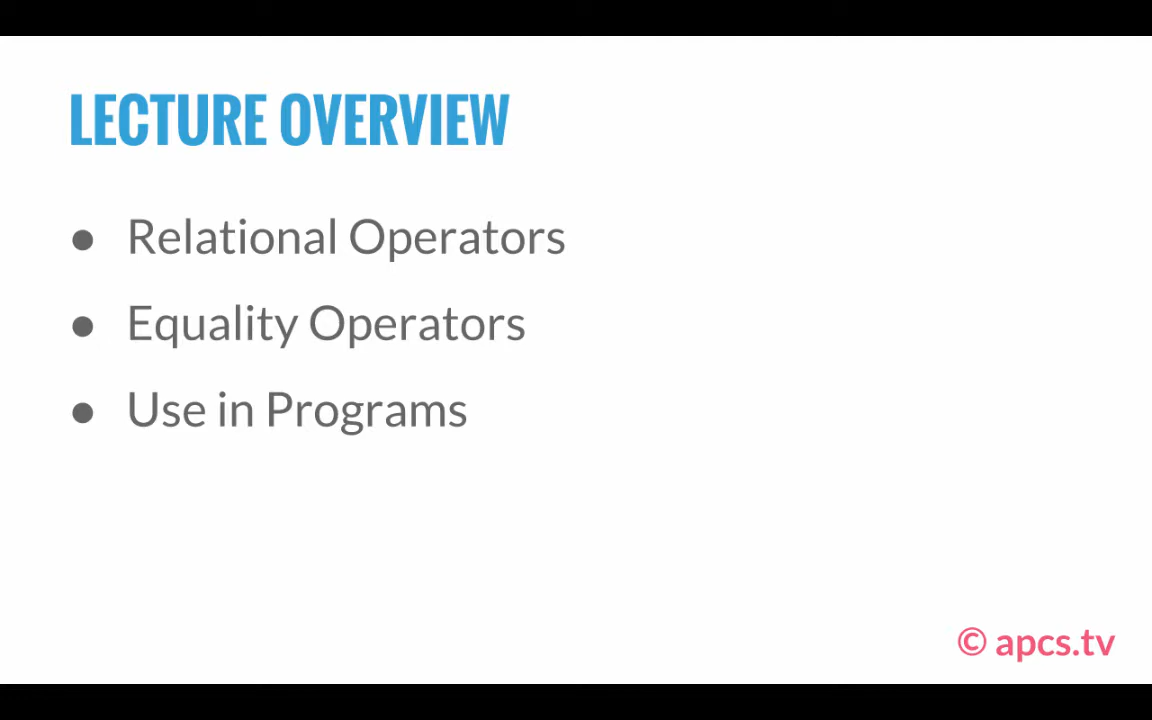 LECTURE OVERVIEW
● Relational Operators
● Equality Operators
● Use in Programs
© apcs.tv